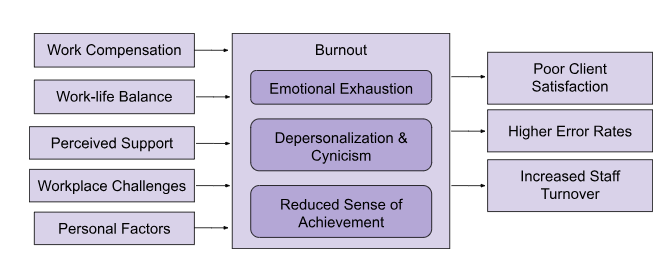 Work Compensation
Work-life Balance
Perceived Support
Workplace Challenges
Personal Factors
Burnout
Emotional Exhaustion
Depersonalization &
Cynicism
Reduced Sense of
Achievement
Poor Client
Satisfaction
Higher Error Rates
Increased Staff
Turnover